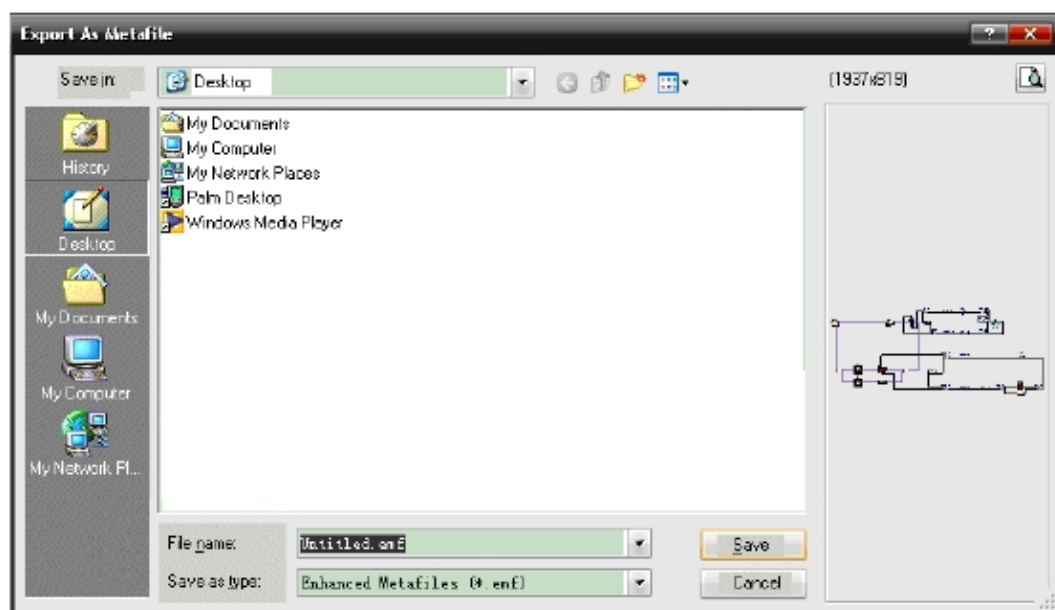 Export As Metafile
Save in:
Desktop
(1937x819)
History
Desktop
My Documents
My Computer
My Network Pl...
My Documents
My Computer
My Network Places
Palm Desktop
Windows Media Player
File name:
Untitled.emf
Save
Save as type:
Enhanced Metafiles (*.emf)
Cancel